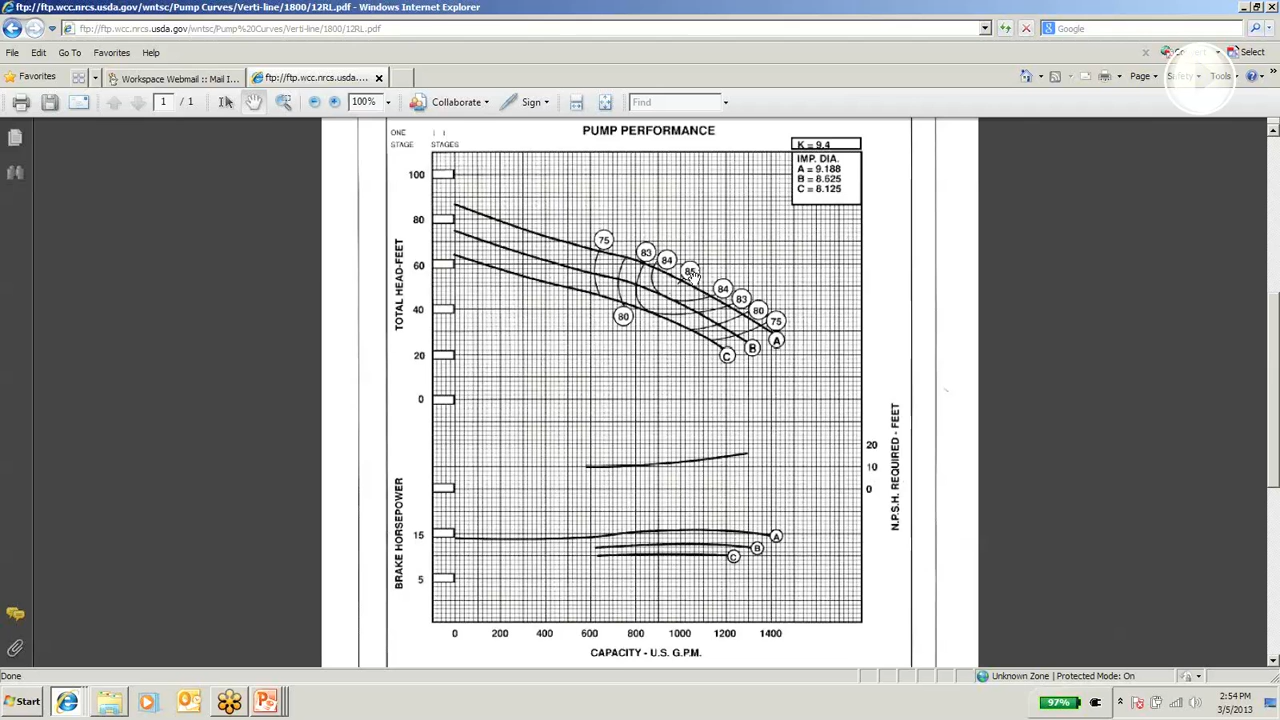 ftp://ftp.wcc.nrcs.usda.gov/wntsc/Pump Curves/Verti-line/1800/12RL.pdf - Windows Internet Explorer
ftp://ftp.wcc.nrcs.usda.gov/wntsc/Pump%20Curves/Verti-line/1800/12RL.pdf
Google
File Edit Go To Favorites Help
Select
Favorites
Workspace Webmail :: Mail I...
ftp://ftp.wcc.nrcs.usda....
Page Safety Tools
1 / 1
100%
Collaborate
Sign
Find
PUMP PERFORMANCE
ONE
STAGE STAGES
K = 9.4
IMP. DIA.
A = 9.188
B = 8.625
C = 8.125
100
80
60
40
20
0
TOTAL HEAD-FEET
75 83 84 85 84 83 80 75
80
A
B
C
20
10
0
N.P.S.H. REQUIRED - FEET
15
5
BRAKE HORSEPOWER
A
B
C
0 200 400 600 800 1000 1200 1400
CAPACITY - U.S. G.P.M.
Done
Unknown Zone | Protected Mode: On
Start
97%
2:54 PM
3/5/2013